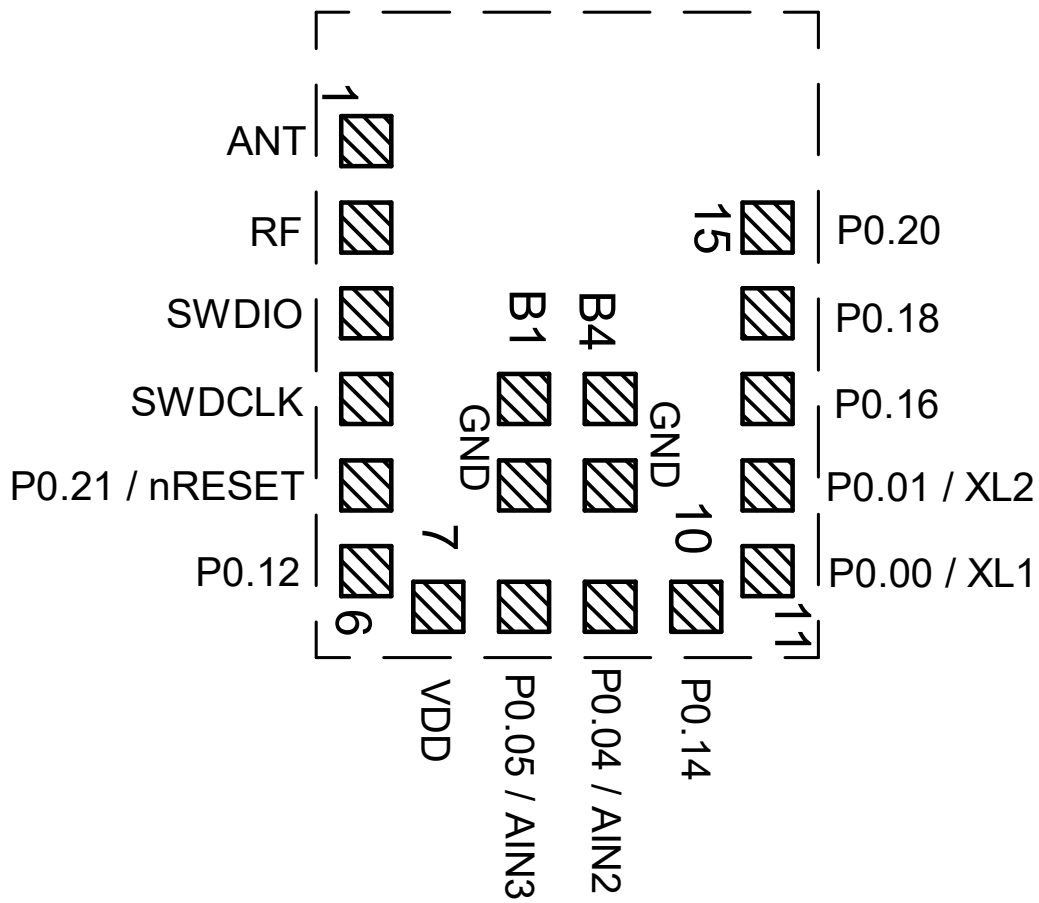 1
ANT
RF
15
P0.20
SWDIO
B1
B4
P0.18
SWDCLK
GND
GND
P0.16
P0.21 / nRESET
P0.01 / XL2
7
10
P0.12
P0.00 / XL1
6
11
VDD
P0.05 / AIN3
P0.04 / AIN2
P0.14